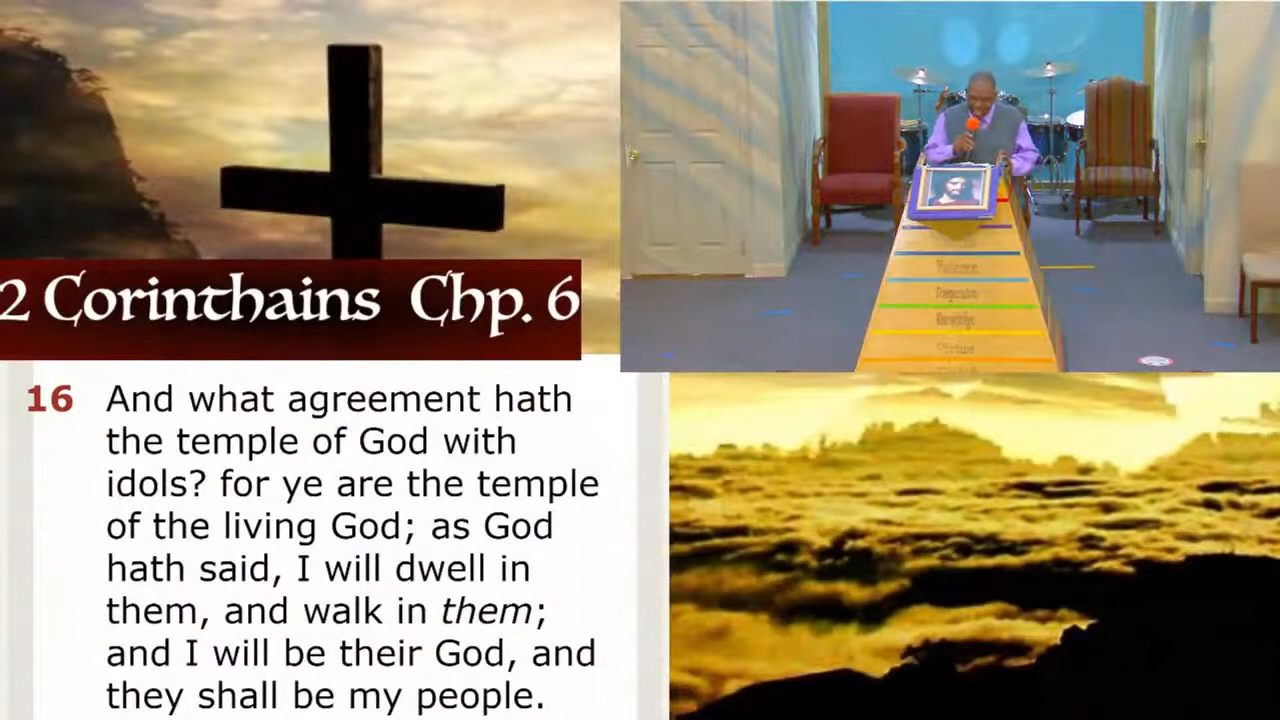 2 Corinthains Chp. 6
16 And what agreement hath
the temple of God with
idols? for ye are the temple
of the living God; as God
hath said, I will dwell in
them, and walk in them;
and I will be their God, and
they shall be my people.
Patience
Temperance
Knowledge
Virtue